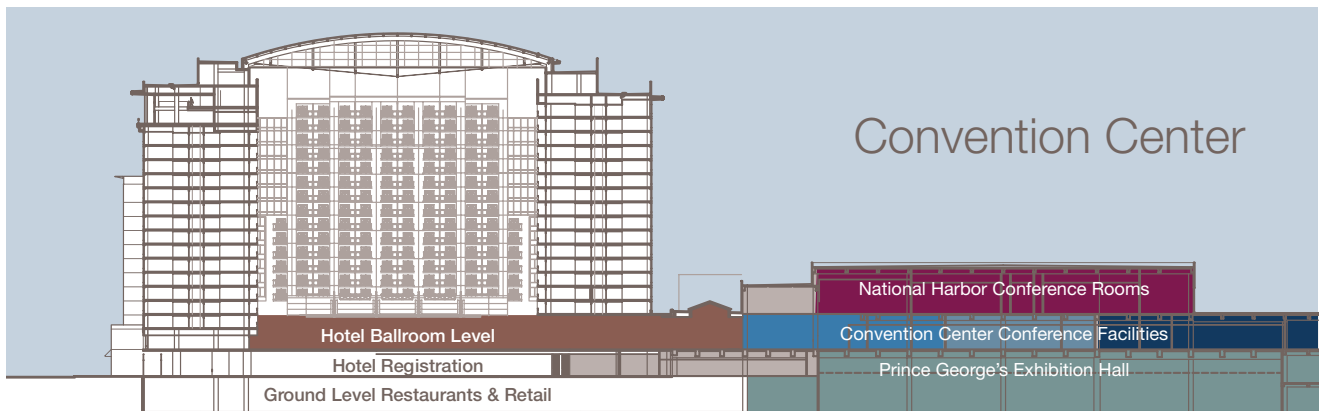 Convention Center
National Harbor Conference Rooms
Hotel Ballroom Level
Convention Center Conference Facilities
Hotel Registration
Prince George's Exhibition Hall
Ground Level Restaurants & Retail